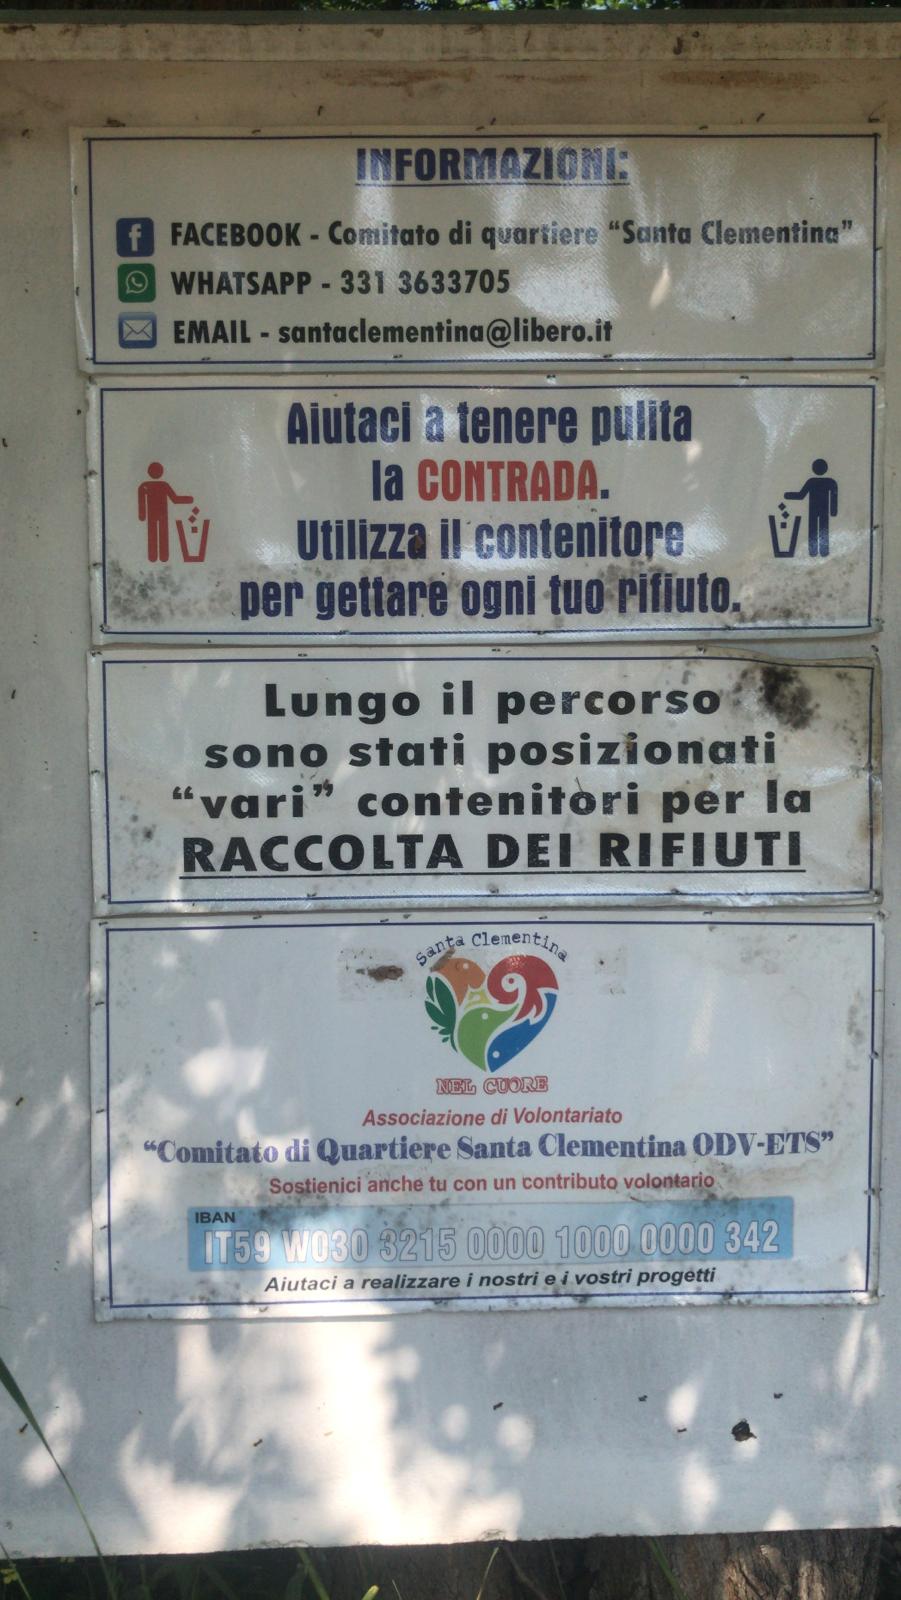 INFORMAZIONI:
FACEBOOK - Comitato di quartiere “Santa Clementina”
WHATSAPP - 331 3633705
EMAIL - santaclementina@libero.it
Aiutaci a tenere pulita
la CONTRADA.
Utilizza il contenitore
per gettare ogni tuo rifiuto.
Lungo il percorso
sono stati posizionati
“vari” contenitori per la
RACCOLTA DEI RIFIUTI
Santa Clementina
NEL CUORE
Associazione di Volontariato
“Comitato di Quartiere Santa Clementina ODV-ETS”
Sostienici anche tu con un contributo volontario
IBAN
IT59 W030 3215 0000 1000 0000 342
Aiutaci a realizzare i nostri e i vostri progetti